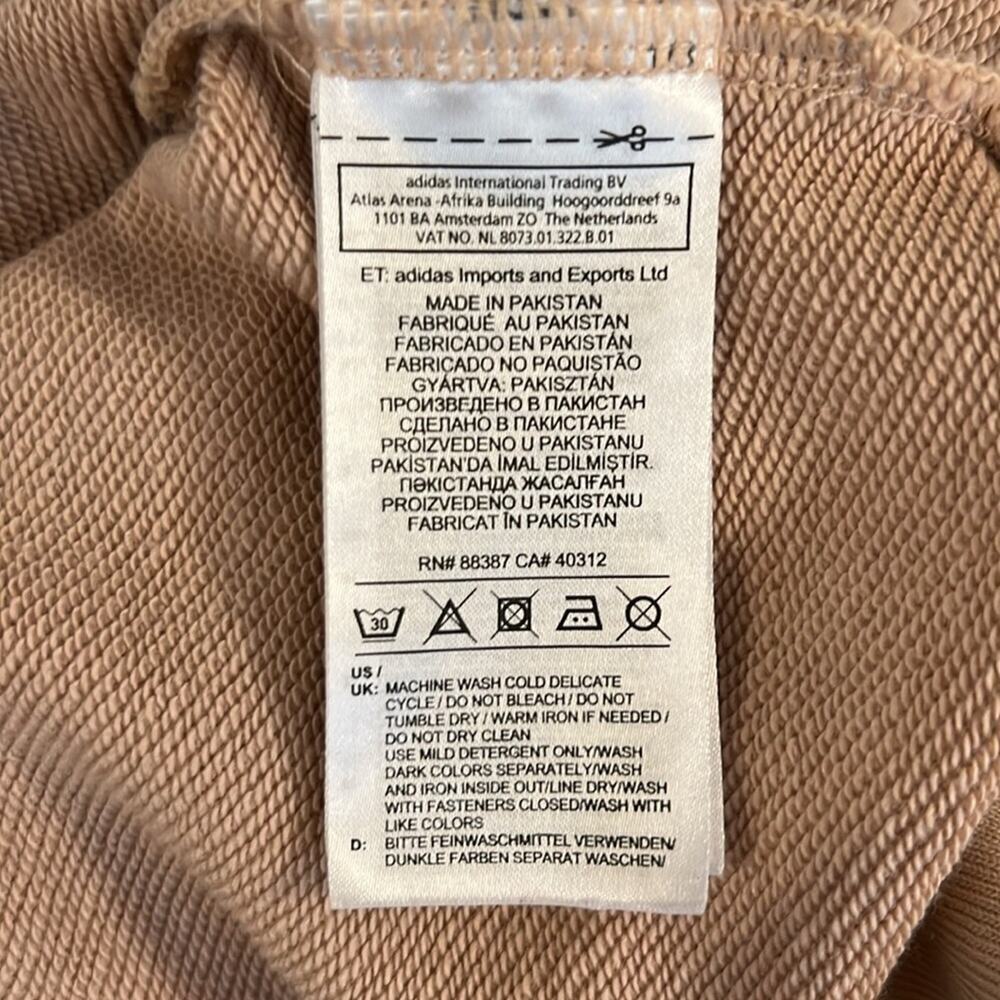 adidas International Trading BV
Atlas Arena -Afrika Building Hoogoorddreef 9a
1101 BA Amsterdam ZO The Netherlands
VAT NO. NL 8073.01.322.B.01
ET: adidas Imports and Exports Ltd
MADE IN PAKISTAN
FABRIQUÉ AU PAKISTAN
FABRICADO EN PAKISTÁN
FABRICADO NO PAQUISTÃO
GYÁRTVA: PAKISZTÁN
ПРОИЗВЕДЕНО В ПАКИСТАН
СДЕЛАНО В ПАКИСТАНЕ
PROIZVEDENO U PAKISTANU
PAKİSTAN'DA İMAL EDİLMİŞTİR.
ПӘКІСТАНДА ЖАСАЛҒАН
PROIZVEDENO U PAKISTANU
FABRICAT ÎN PAKISTAN
RN# 88387 CA# 40312
30
US /
UK: MACHINE WASH COLD DELICATE
CYCLE / DO NOT BLEACH / DO NOT
TUMBLE DRY / WARM IRON IF NEEDED /
DO NOT DRY CLEAN
USE MILD DETERGENT ONLY/WASH
DARK COLORS SEPARATELY/WASH
AND IRON INSIDE OUT/LINE DRY/WASH
WITH FASTENERS CLOSED/WASH WITH
LIKE COLORS
D: BITTE FEINWASCHMITTEL VERWENDEN/
DUNKLE FARBEN SEPARAT WASCHEN/